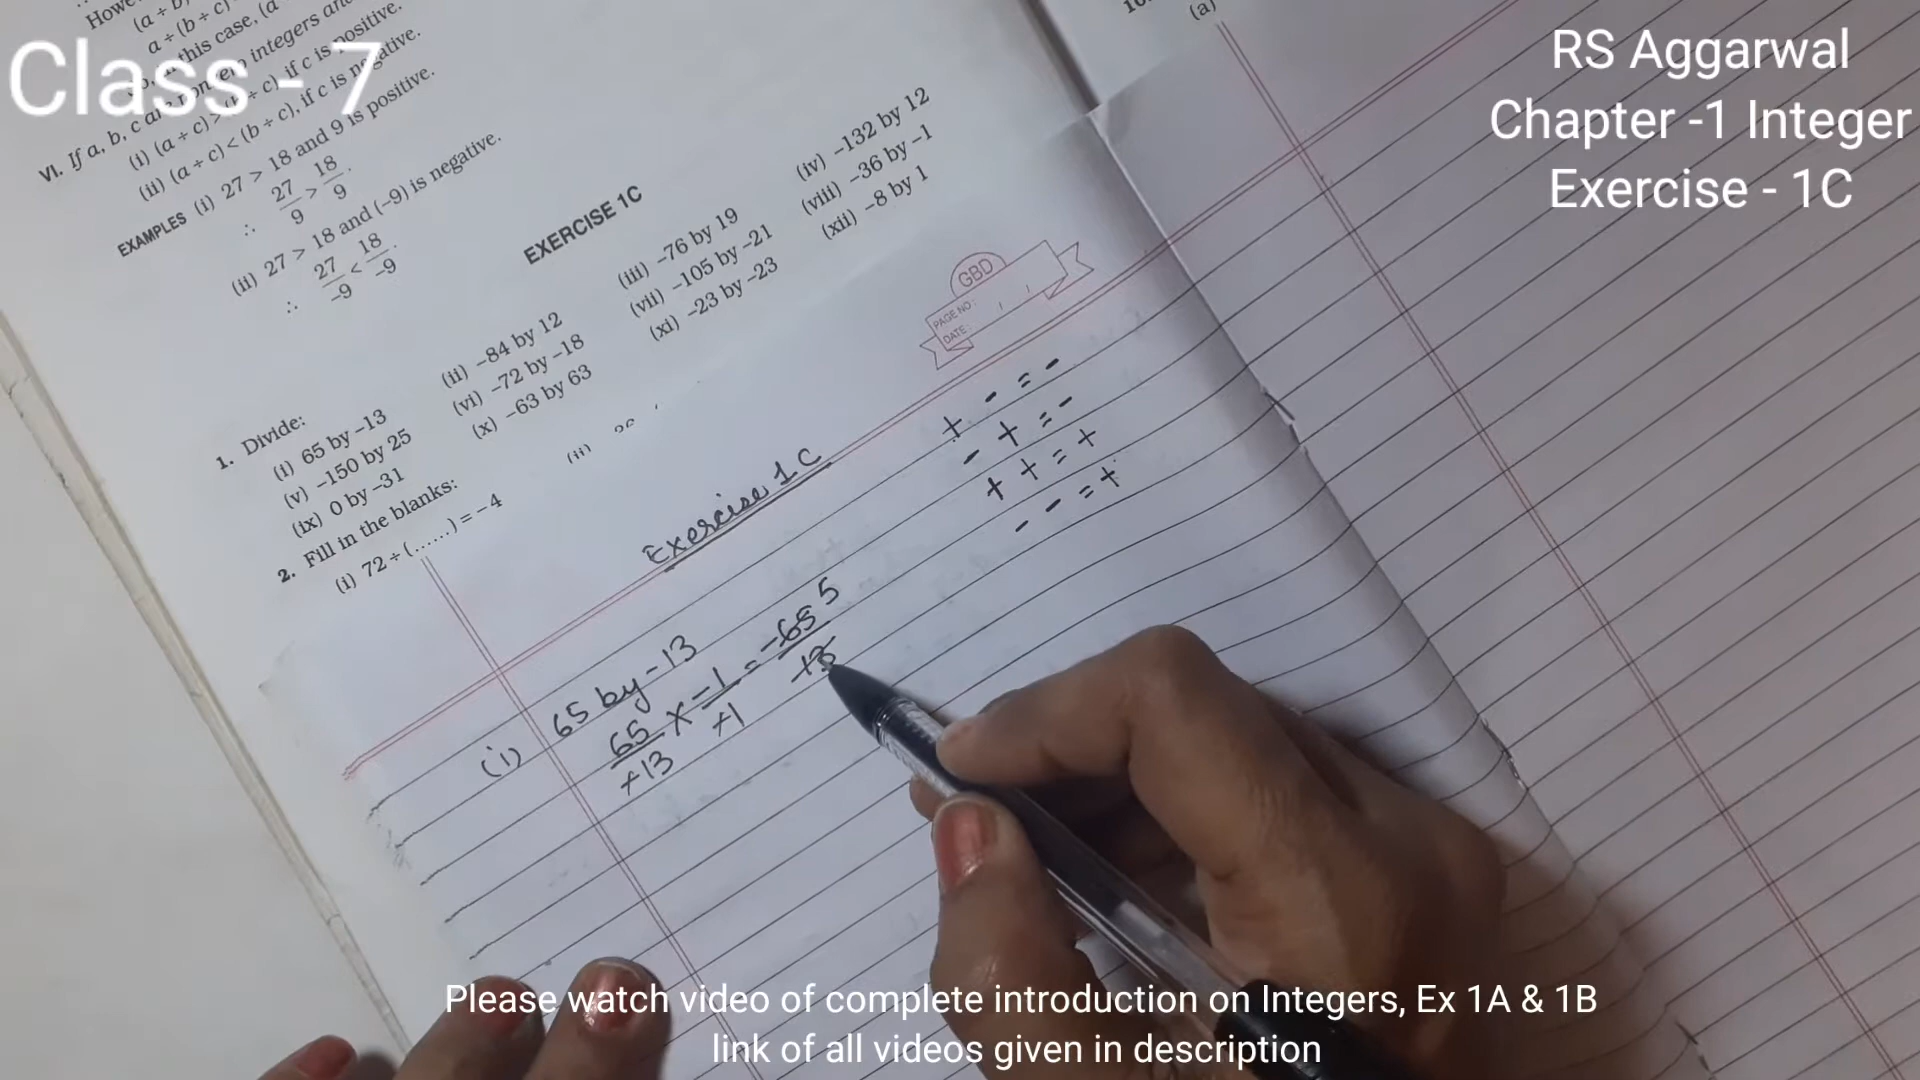 Class - 7
RS Aggarwal
Chapter -1 Integer
Exercise - 1C
(a ÷ b)
a ÷ (b ÷ c)
this case, (a
VI. If a, b, c
(i) (a ÷ c) > (b ÷ c), if c is positive.
(ii) (a ÷ c) < (b ÷ c), if c is negative.
EXAMPLES (i) 27 > 18 and 9 is positive.
∴ 27/9 > 18/9.
(ii) 27 > 18 and (–9) is negative.
∴ 27/–9 < 18/–9.
EXERCISE 1C
1. Divide:
(i) 65 by –13 (ii) –84 by 12 (iii) –76 by 19 (iv) –132 by 12
(v) –150 by 25 (vi) –72 by –18 (vii) –105 by –21 (viii) –36 by –1
(ix) 0 by –31 (x) –63 by 63 (xi) –23 by –23 (xii) –8 by 1
2. Fill in the blanks:
(i) 72 ÷ (......) = – 4 (ii)
(a)
GBD
PAGE NO :
DATE : / /
Exercise 1C
+ - = -
- + = -
+ + = +
- - = +
(i) 65 by -13
65/-13 × -1/-1 = -65/13 5
Please watch video of complete introduction on Integers, Ex 1A & 1B
link of all videos given in description